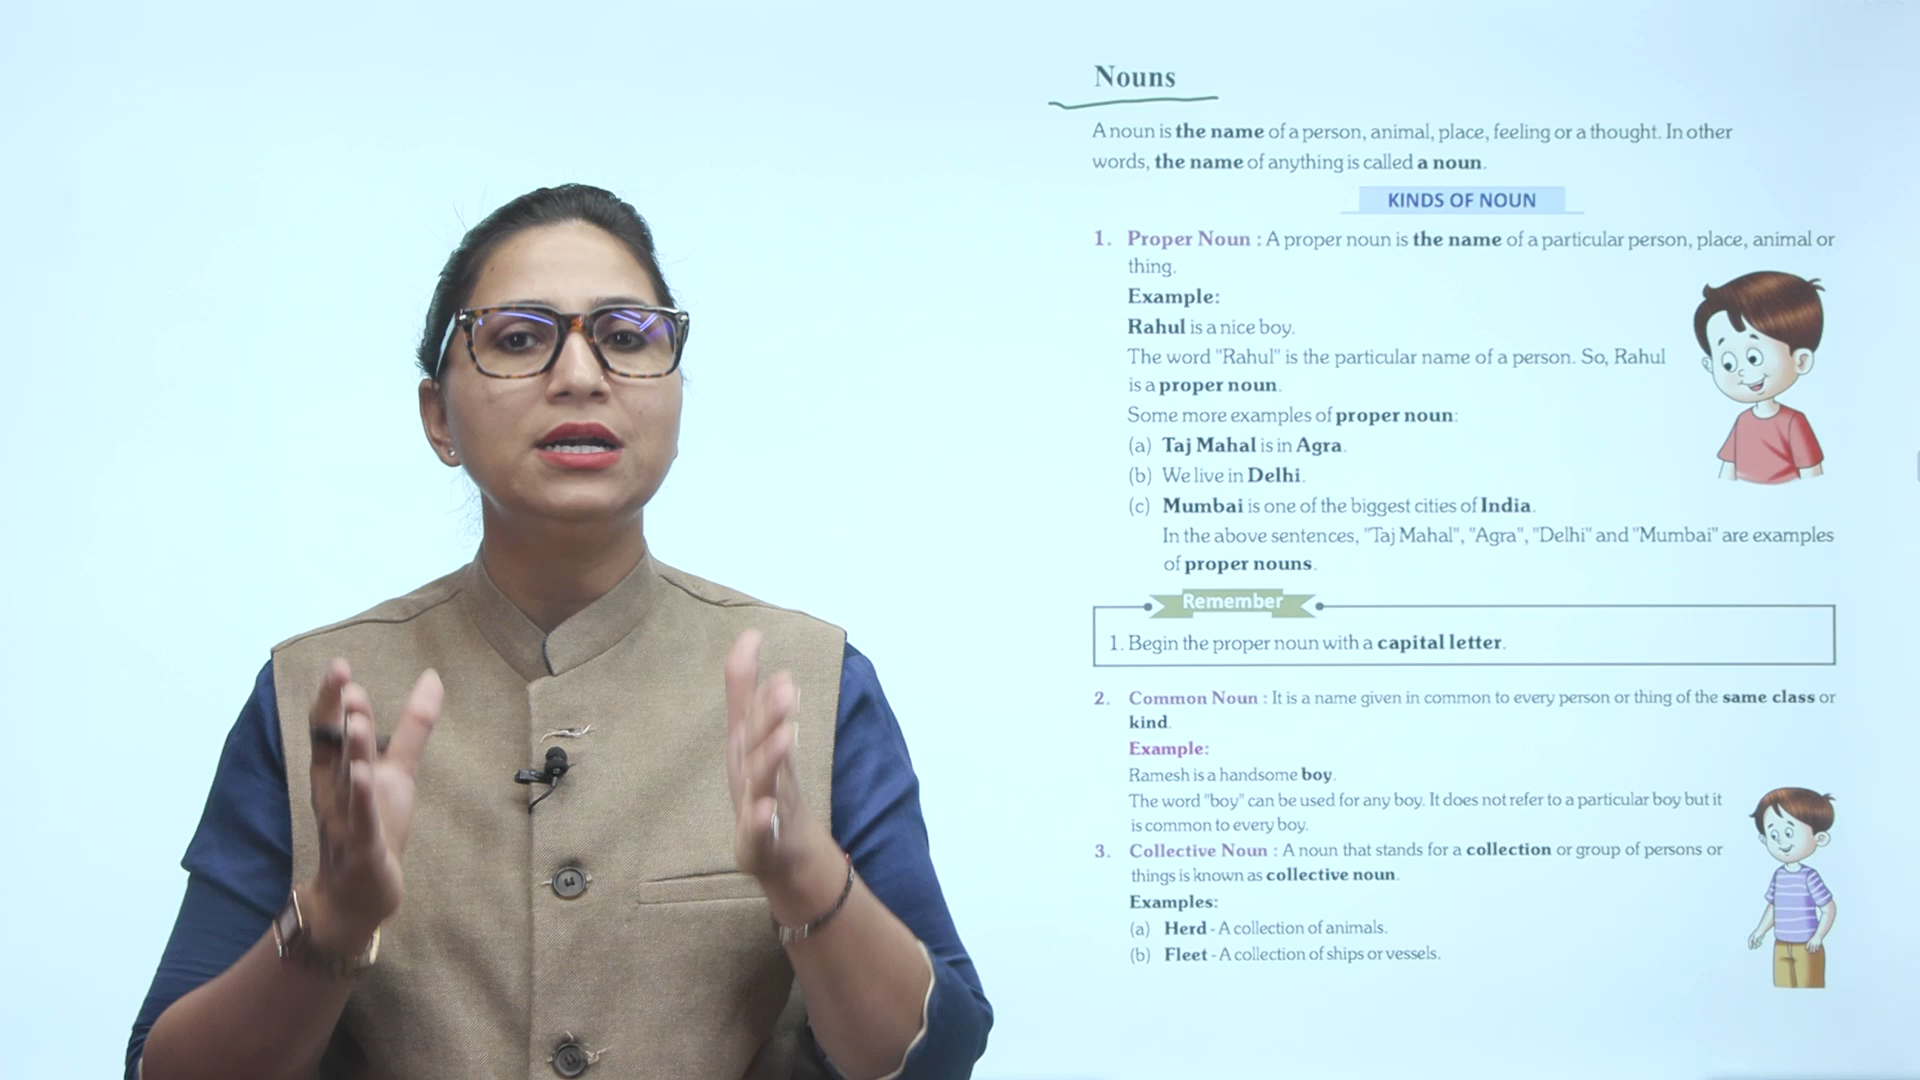 Nouns
A noun is the name of a person, animal, place, feeling or a thought. In other
words, the name of anything is called a noun.
KINDS OF NOUN
1. Proper Noun : A proper noun is the name of a particular person, place, animal or
thing.
Example:
Rahul is a nice boy.
The word "Rahul" is the particular name of a person. So, Rahul
is a proper noun.
Some more examples of proper noun:
(a) Taj Mahal is in Agra.
(b) We live in Delhi.
(c) Mumbai is one of the biggest cities of India.
In the above sentences, "Taj Mahal", "Agra", "Delhi" and "Mumbai" are examples
of proper nouns.
Remember
1. Begin the proper noun with a capital letter.
2. Common Noun : It is a name given in common to every person or thing of the same class or
kind.
Example:
Ramesh is a handsome boy.
The word "boy" can be used for any boy. It does not refer to a particular boy but it
is common to every boy.
3. Collective Noun : A noun that stands for a collection or group of persons or
things is known as collective noun.
Examples:
(a) Herd - A collection of animals.
(b) Fleet - A collection of ships or vessels.